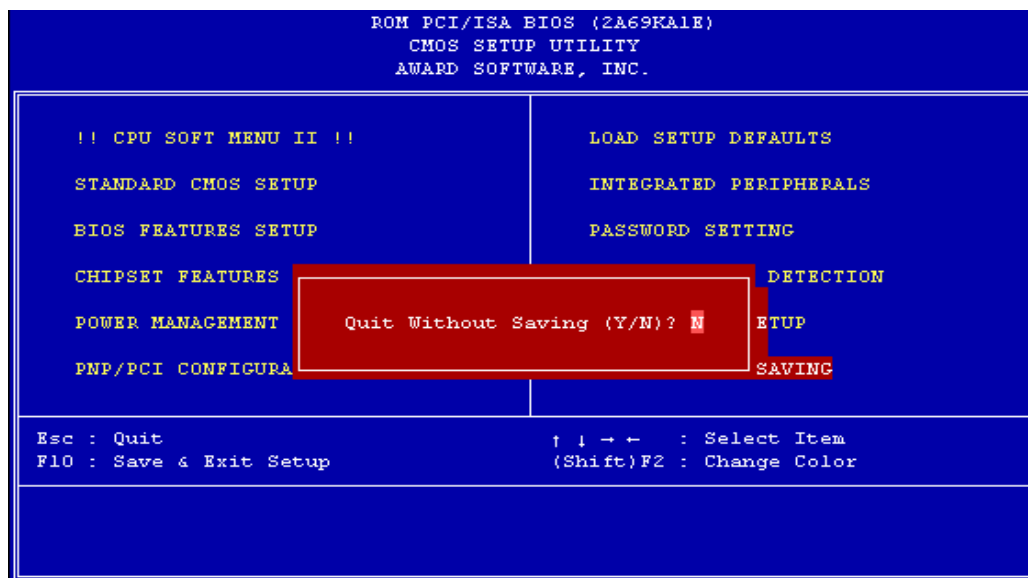 ROM PCI/ISA BIOS (2A69KA1E)
CMOS SETUP UTILITY
AWARD SOFTWARE, INC.
!! CPU SOFT MENU II !!
STANDARD CMOS SETUP
BIOS FEATURES SETUP
CHIPSET FEATURES
POWER MANAGEMENT
PNP/PCI CONFIGURA
LOAD SETUP DEFAULTS
INTEGRATED PERIPHERALS
PASSWORD SETTING
DETECTION
ETUP
SAVING
Quit Without Saving (Y/N)? N
Esc : Quit
F10 : Save & Exit Setup
↑ ↓ → ← : Select Item
(Shift)F2 : Change Color